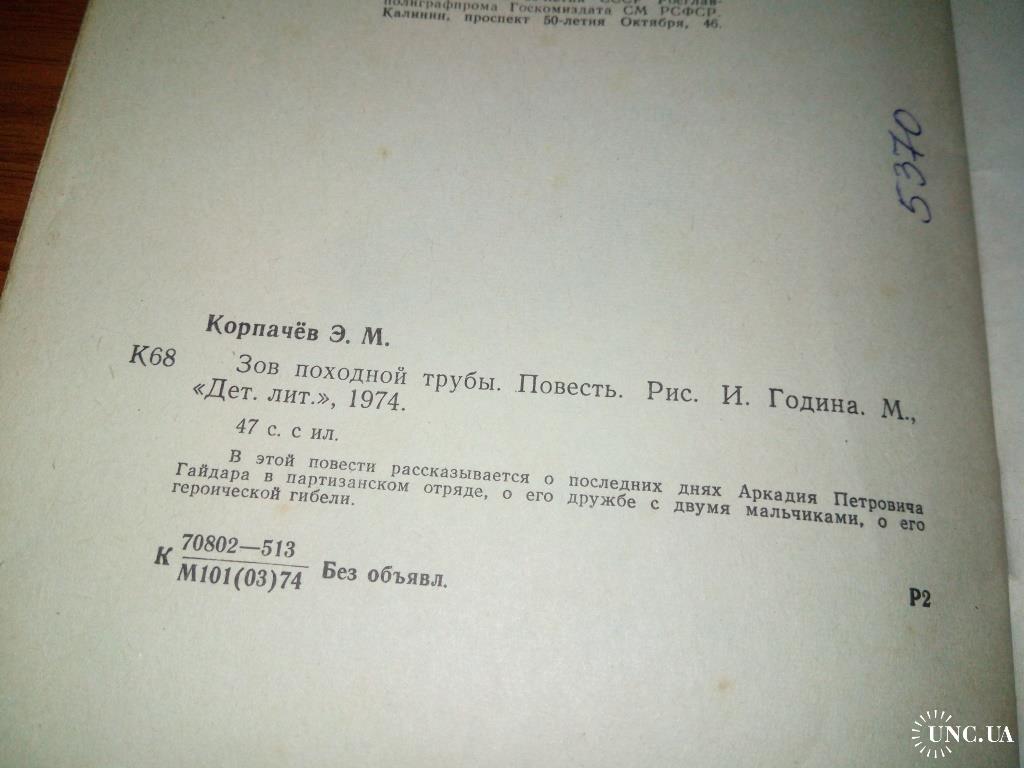 полиграфпрома Госкомиздата СМ РСФСР.
Калинин, проспект 50-летия Октября, 46.
5370
Корпачёв Э. М.
К68 Зов походной трубы. Повесть. Рис. И. Година. М.,
«Дет. лит.», 1974.
47 с. с ил.
В этой повести рассказывается о последних днях Аркадия Петровича
Гайдара в партизанском отряде, о его дружбе с двумя мальчиками, о его
героической гибели.
К 70802—513
М101(03)74 Без объявл.
Р2
UNC.UA